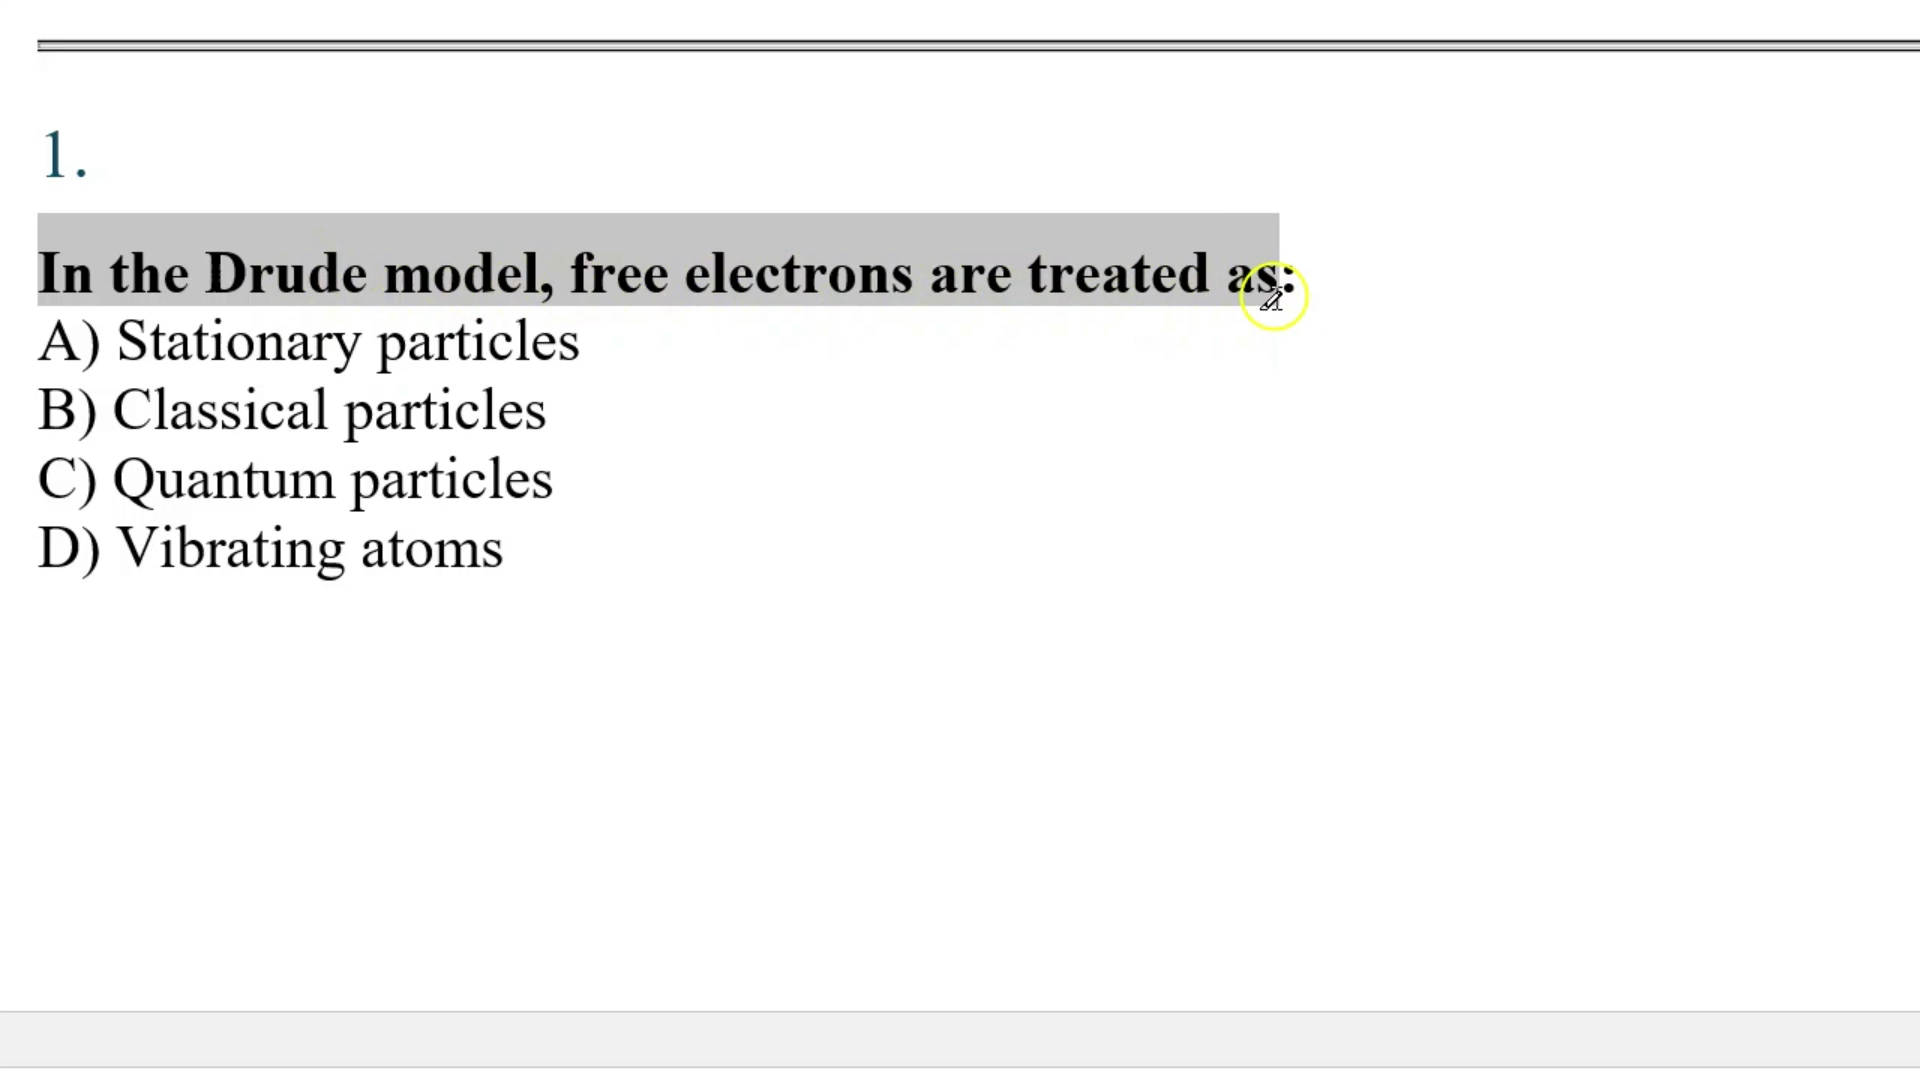 1.
In the Drude model, free electrons are treated as:
A) Stationary particles
B) Classical particles
C) Quantum particles
D) Vibrating atoms